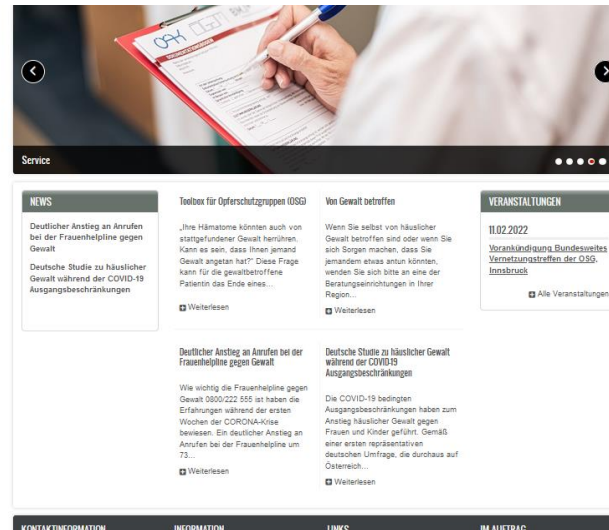 DOKUMENTATIONSBOGEN
Service
NEWS
Deutlicher Anstieg an Anrufen
bei der Frauenhelpline gegen
Gewalt
Deutsche Studie zu häuslicher
Gewalt während der COVID-19
Ausgangsbeschränkungen
Toolbox für Opferschutzgruppen (OSG)
„Ihre Hämatome könnten auch von
stattgefundener Gewalt herrühren.
Kann es sein, dass Ihnen jemand
Gewalt angetan hat?" Diese Frage
kann für die gewaltbetroffene
Patientin das Ende eines...
Weiterlesen
Von Gewalt betroffen
Wenn Sie selbst von häuslicher
Gewalt betroffen sind oder wenn Sie
sich Sorgen machen, dass Sie
jemandem etwas antun könnten,
wenden Sie sich bitte an eine der
Beratungseinrichtungen in Ihrer
Region...
Weiterlesen
VERANSTALTUNGEN
11.02.2022
Vorankündigung Bundesweites
Vernetzungstreffen der OSG,
Innsbruck
Alle Veranstaltungen
Deutlicher Anstieg an Anrufen bei der
Frauenhelpline gegen Gewalt
Wie wichtig die Frauenhelpline gegen
Gewalt 0800/222 555 ist haben die
Erfahrungen während der ersten
Wochen der CORONA-Krise
bewiesen. Ein deutlicher Anstieg an
Anrufen bei der Frauenhelpline um
73...
Weiterlesen
Deutsche Studie zu häuslicher Gewalt
während der COVID-19
Ausgangsbeschränkungen
Die COVID-19 bedingten
Ausgangsbeschränkungen haben zum
Anstieg häuslicher Gewalt gegen
Frauen und Kinder geführt. Gemäß
einer ersten repräsentativen
deutschen Umfrage, die durchaus auf
Österreich...
Weiterlesen
KONTAKTINFORMATION
INFORMATION
LINKS
IM AUFTRAG